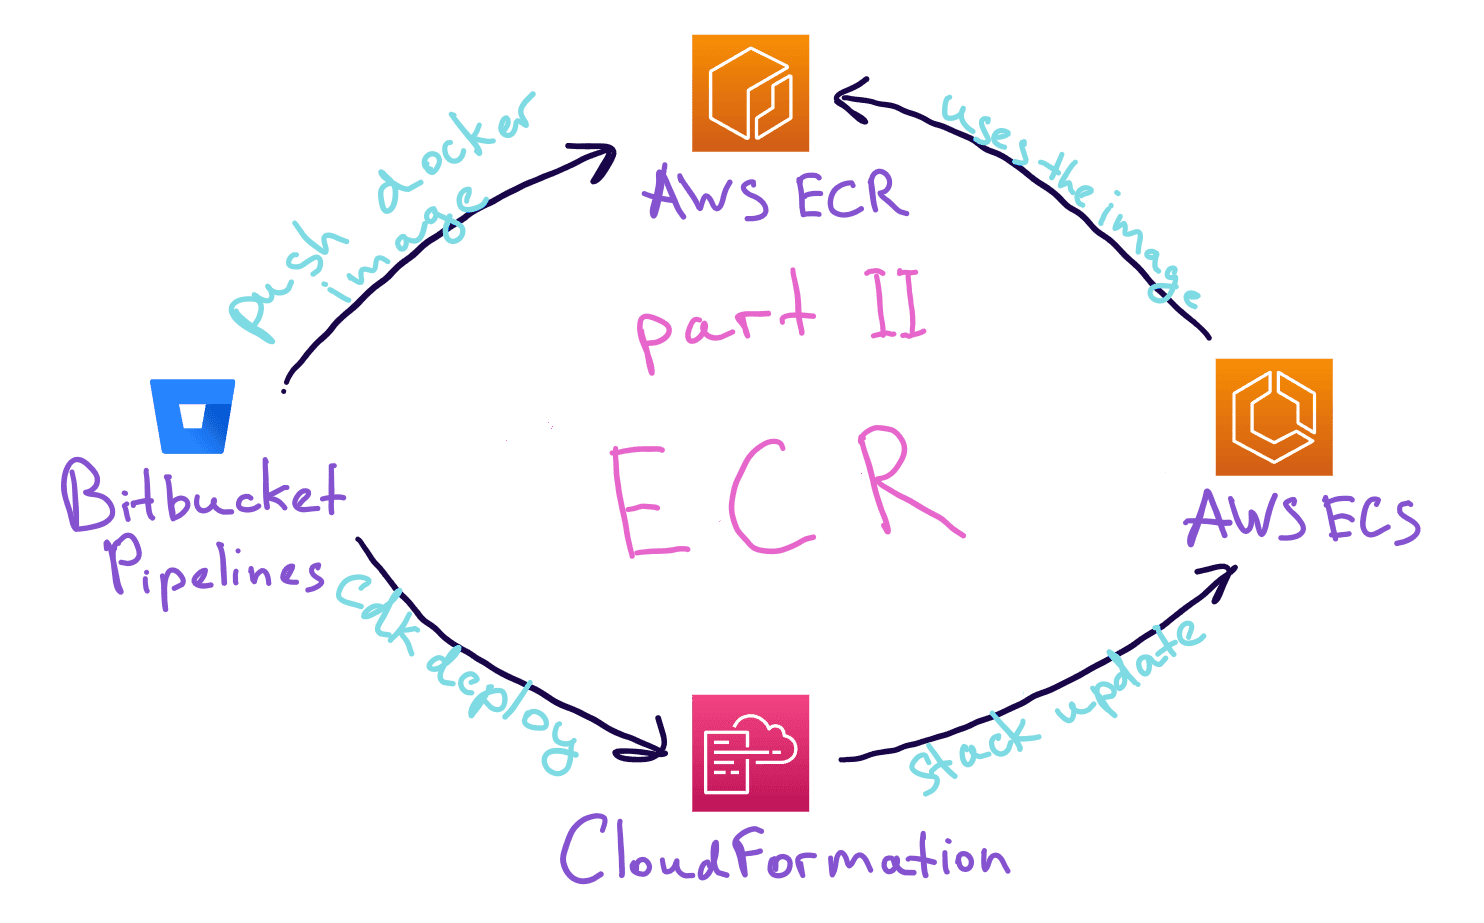 AWS ECR
push docker
image
uses the image
part II
ECR
Bitbucket
Pipelines
AWS ECS
cdk deploy
stack update
CloudFormation